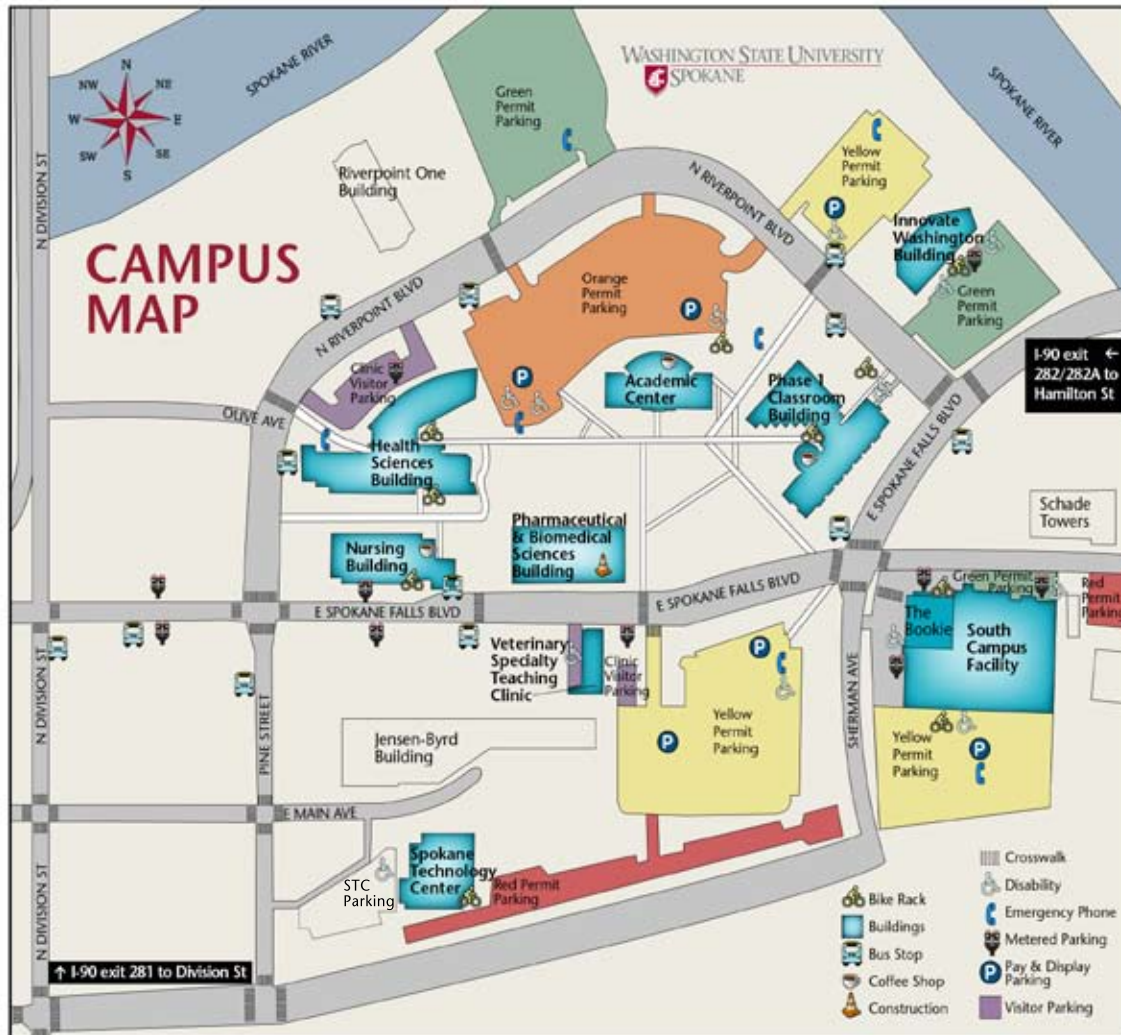 WASHINGTON STATE UNIVERSITY
SPOKANE
SPOKANE RIVER
SPOKANE RIVER
N
NW
NE
W
E
SW
SE
S
CAMPUS
MAP
N DIVISION ST
Green
Permit
Parking
Riverpoint One
Building
Yellow
Permit
Parking
P
N RIVERPOINT BLVD
Innovate
Washington
Building
Green
Permit
Parking
Orange
Permit
Parking
P
P
N RIVERPOINT BLVD
Clinic
Visitor
Parking
OLIVE AVE
Academic
Center
Phase 1
Classroom
Building
I-90 exit ←
282/282A to
Hamilton St
E SPOKANE FALLS BLVD
Health
Sciences
Building
Schade
Towers
Nursing
Building
Pharmaceutical
& Biomedical
Sciences
Building
E SPOKANE FALLS BLVD
E SPOKANE FALLS BLVD
Green Permit
Parking
Red
Permit
Parking
The
Bookie
South
Campus
Facility
Veterinary
Specialty
Teaching
Clinic
Clinic
Visitor
Parking
P
N DIVISION ST
PINE STREET
Jensen-Byrd
Building
P
Yellow
Permit
Parking
SHERMAN AVE
Yellow
Permit
Parking
P
E MAIN AVE
Spokane
Technology
Center
STC
Parking
Red Permit
Parking
N DIVISION ST
↑ I-90 exit 281 to Division St
Bike Rack
Buildings
Bus Stop
Coffee Shop
Construction
Crosswalk
Disability
Emergency Phone
Metered Parking
P
Pay & Display
Parking
Visitor Parking